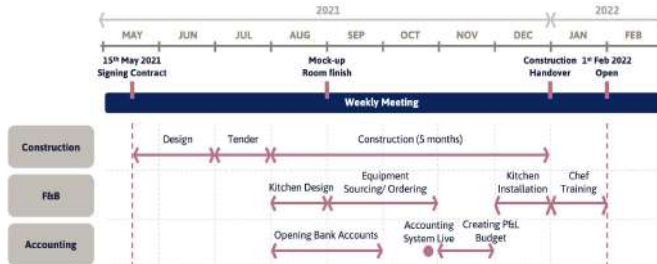 2021
2022
MAY JUN JUL AUG SEP OCT NOV DEC JAN FEB
15th May 2021
Signing Contract
Mock-up
Room finish
Construction
Handover
1st Feb 2022
Open
Weekly Meeting
Construction
Design
Tender
Construction (5 months)
F&B
Kitchen Design
Equipment
Sourcing/ Ordering
Kitchen
Installation
Chef
Training
Accounting
Opening Bank Accounts
Accounting
System Live
Creating P&L
Budget